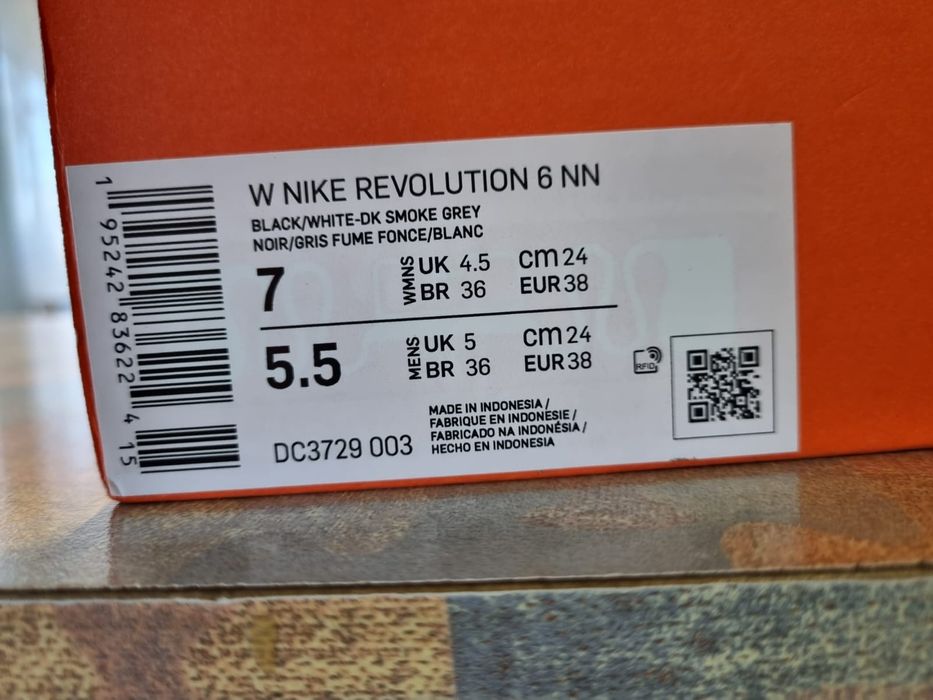 W NIKE REVOLUTION 6 NN
BLACK/WHITE-DK SMOKE GREY
NOIR/GRIS FUME FONCE/BLANC
7 WMNS UK 4.5 CM 24
BR 36 EUR 38
5.5 MENS UK 5 CM 24
BR 36 EUR 38
RFID
MADE IN INDONESIA /
FABRIQUE EN INDONESIE /
FABRICADO NA INDONÉSIA /
HECHO EN INDONESIA
DC3729 003
1 95242 83622 4 15